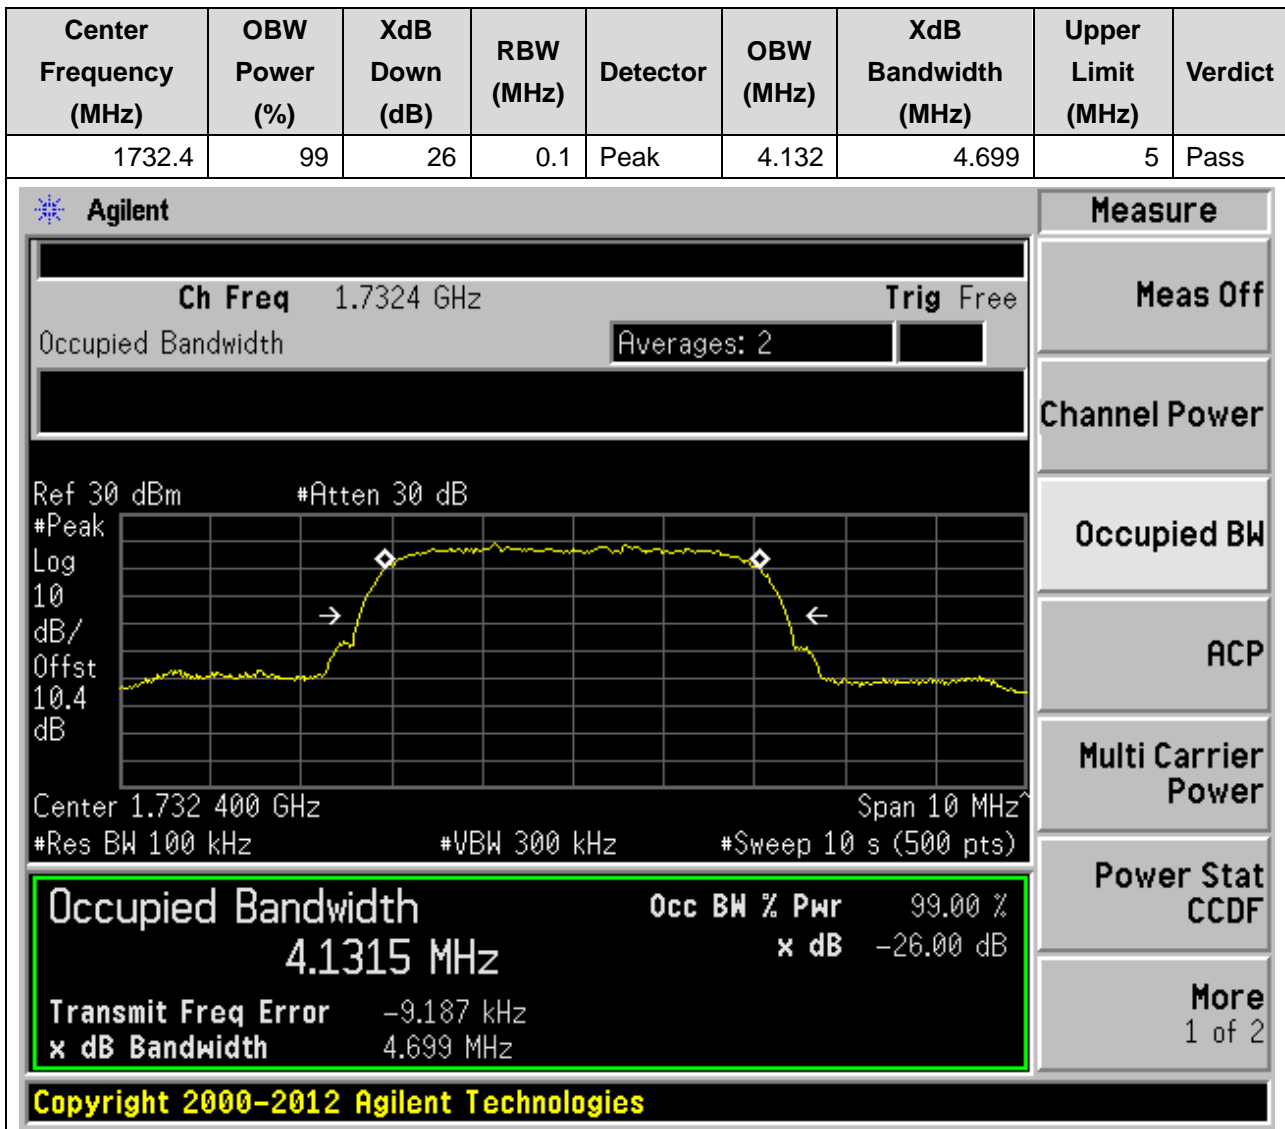 Center Frequency (MHz) OBW Power (%) XdB Down (dB) RBW (MHz) Detector OBW (MHz) XdB Bandwidth (MHz) Upper Limit (MHz) Verdict
1732.4 99 26 0.1 Peak 4.132 4.699 5 Pass
Agilent
Measure
Ch Freq 1.7324 GHz Trig Free
Meas Off
Occupied Bandwidth Averages: 2
Channel Power
Ref 30 dBm #Atten 30 dB
#Peak
Log
10
dB/
Offst
10.4
dB
Occupied BW
ACP
Multi Carrier
Power
Center 1.732 400 GHz Span 10 MHz^
#Res BW 100 kHz #VBW 300 kHz #Sweep 10 s (500 pts)
Occupied Bandwidth Occ BW % Pwr 99.00 %
4.1315 MHz x dB -26.00 dB
Power Stat
CCDF
Transmit Freq Error -9.187 kHz
x dB Bandwidth 4.699 MHz
More
1 of 2
Copyright 2000-2012 Agilent Technologies